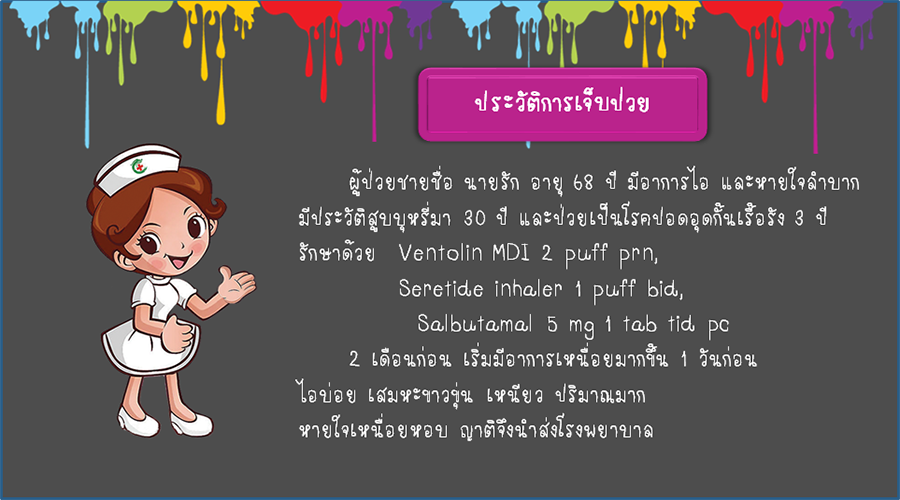 ประวัติการเจ็บป่วย
ผู้ป่วยชายชื่อ นายรัก อายุ 68 ปี มีอาการไอ และหายใจลำบาก
มีประวัติสูบบุหรี่มา 30 ปี และป่วยเป็นโรคปอดอุดกั้นเรื้อรัง 3 ปี
รักษาด้วย Ventolin MDI 2 puff prn,
Seretide inhaler 1 puff bid,
Salbutamal 5 mg 1 tab tid pc
2 เดือนก่อน เริ่มมีอาการเหนื่อยมากขึ้น 1 วันก่อน
ไอบ่อย เสมหะขาวขุ่น เหนียว ปริมาณมาก
หายใจเหนื่อยหอบ ญาติจึงนำส่งโรงพยาบาล